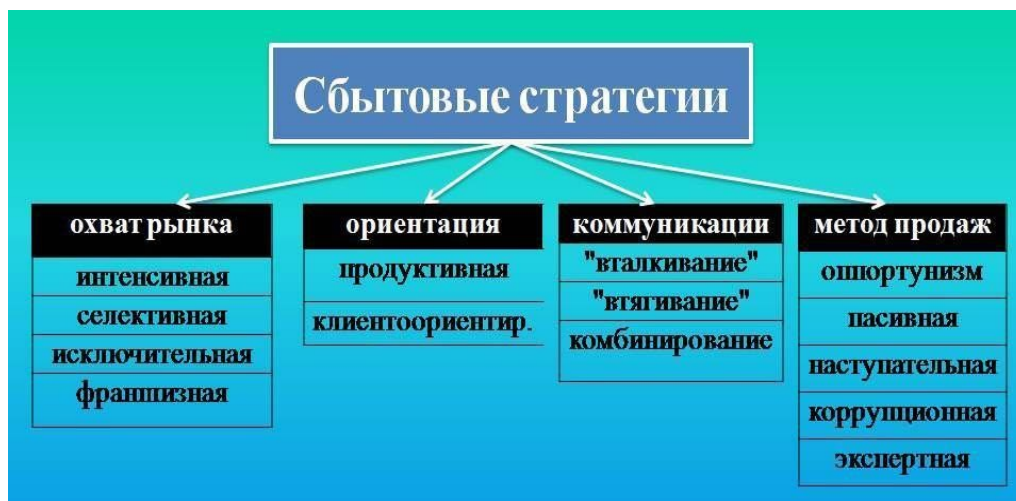 Сбытовые стратегии
охват рынка
интенсивная
селективная
исключительная
франшизная
ориентация
продуктивная
клиентоориентир.
коммуникации
"вталкивание"
"втягивание"
комбинирование
метод продаж
оппортунизм
пасивная
наступательная
коррупционная
экспертная